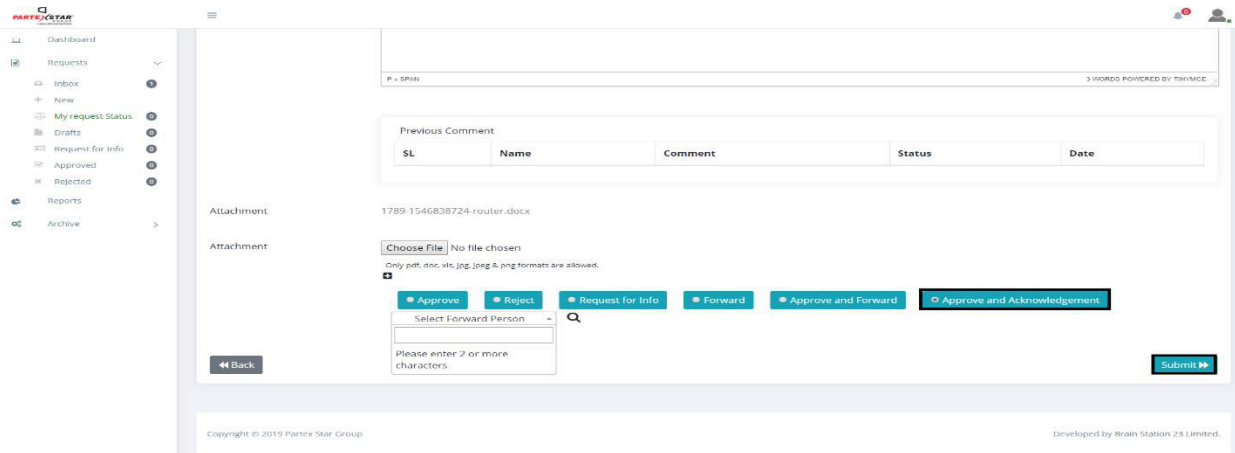 PARTEX STAR
GROUP
0
Dashboard
Requests
Inbox 1
New
My request Status 0
Drafts 0
Request for Info 0
Approved 0
Rejected 0
Reports
Archive
P » SPAN
3 WORDS POWERED BY TINYMCE
Previous Comment
SL Name Comment Status Date
Attachment 1789-1546838724-router.docx
Attachment Choose File No file chosen
Only pdf, doc, xls, jpg, jpeg & png formats are allowed.
Approve Reject Request for Info Forward Approve and Forward Approve and Acknowledgement
Select Forward Person
Please enter 2 or more
characters
Back
Submit
Copyright © 2019 Partex Star Group
Developed by Brain Station 23 Limited.